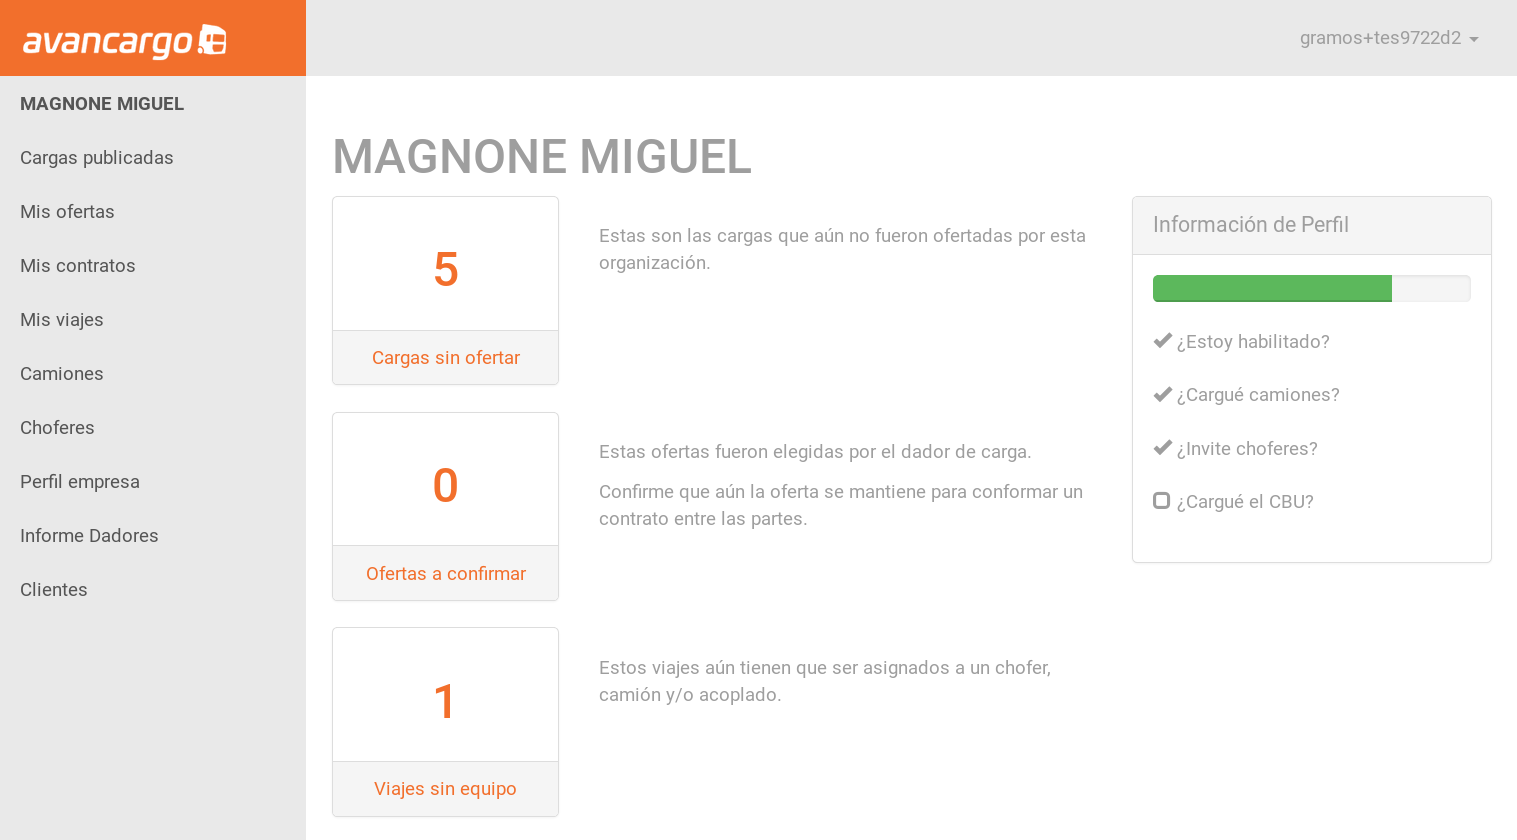 avancargo
gramos+tes9722d2
MAGNONE MIGUEL
Cargas publicadas
Mis ofertas
Mis contratos
Mis viajes
Camiones
Choferes
Perfil empresa
Informe Dadores
Clientes
MAGNONE MIGUEL
5
Cargas sin ofertar
Estas son las cargas que aún no fueron ofertadas por esta
organización.
0
Ofertas a confirmar
Estas ofertas fueron elegidas por el dador de carga.
Confirme que aún la oferta se mantiene para conformar un
contrato entre las partes.
1
Viajes sin equipo
Estos viajes aún tienen que ser asignados a un chofer,
camión y/o acoplado.
Información de Perfil
¿Estoy habilitado?
¿Cargué camiones?
¿Invite choferes?
¿Cargué el CBU?